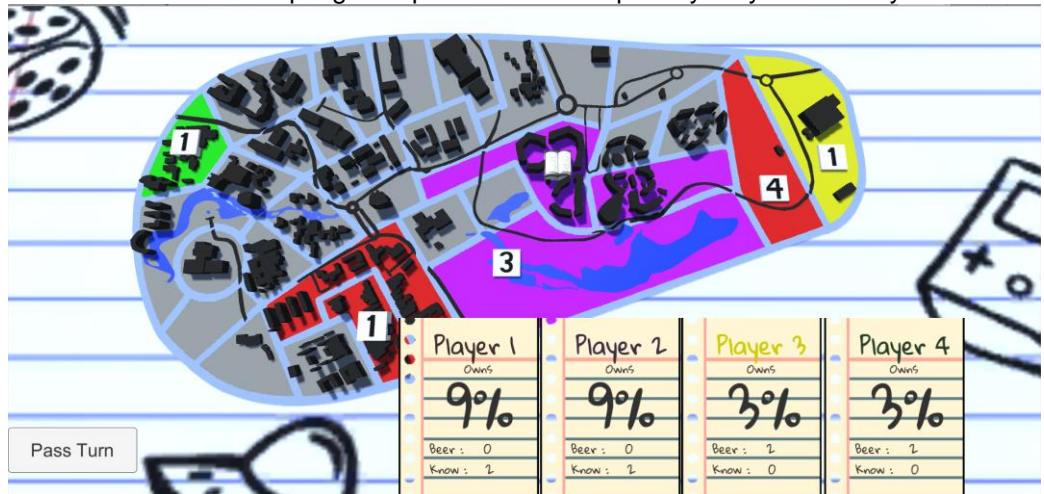 1
1
4
3
1
Player 1
Owns
9%
Beer : 0
Know : 2
Player 2
Owns
9%
Beer : 0
Know : 2
Player 3
Owns
3%
Beer : 2
Know : 0
Player 4
Owns
3%
Beer : 2
Know : 0
Pass Turn